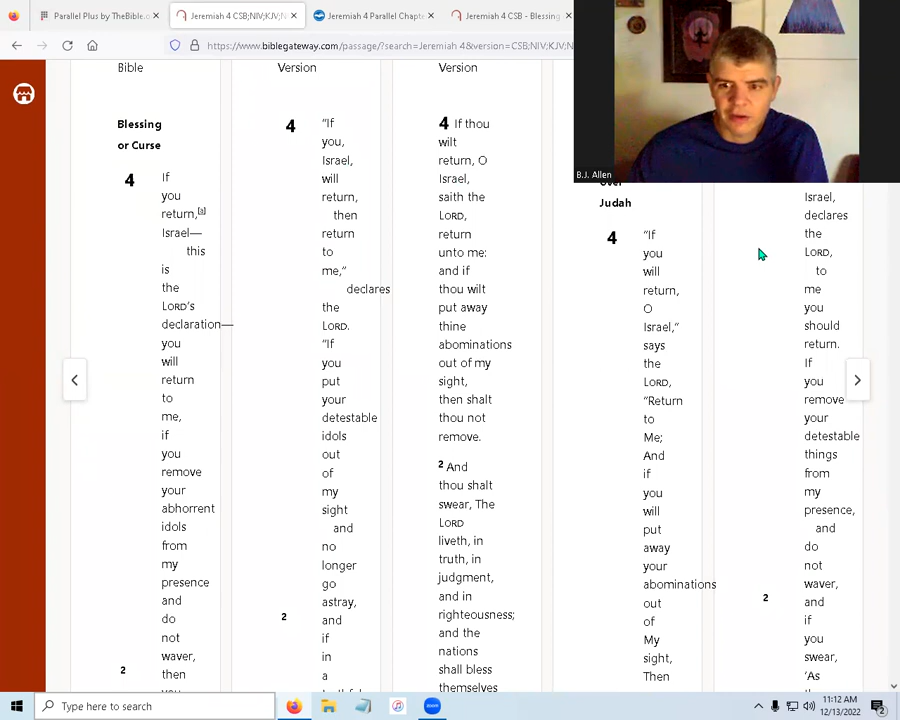 Parallel Plus by TheBible.o
Jeremiah 4 CSB;NIV;KJV;N
Jeremiah 4 Parallel Chapte
Jeremiah 4 CSB - Blessing
https://www.biblegateway.com/passage/?search=Jeremiah 4&version=CSB;NIV;KJV;N
B.J. Allen
Bible
Blessing
or Curse
4 If
you
return,[a]
Israel—
this
is
the
LORD's
declaration—
you
will
return
to
me,
if
you
remove
your
abhorrent
idols
from
my
presence
and
do
not
waver,
2 then
you
Version
4 "If
you,
Israel,
will
return,
then
return
to
me,"
declares
the
LORD.
"If
you
put
your
detestable
idols
out
of
my
sight
and
no
longer
go
astray,
2 and
if
in
a
truthful
Version
4 If thou
wilt
return, O
Israel,
saith the
LORD,
return
unto me:
and if
thou wilt
put away
thine
abominations
out of my
sight,
then shalt
thou not
remove.
2 And
thou shalt
swear, The
LORD
liveth, in
truth, in
judgment,
and in
righteousness;
and the
nations
shall bless
themselves
over
Judah
4 "If
you
will
return,
O
Israel,"
says
the
LORD,
"Return
to
Me;
And
if
you
will
put
away
your
abominations
out
of
My
sight,
Then
Israel,
declares
the
LORD,
to
me
you
should
return.
If
you
remove
your
detestable
things
from
my
presence,
and
do
not
waver,
2 and
if
you
swear,
'As
the
Type here to search
zoom
11:12 AM
12/13/2022
2